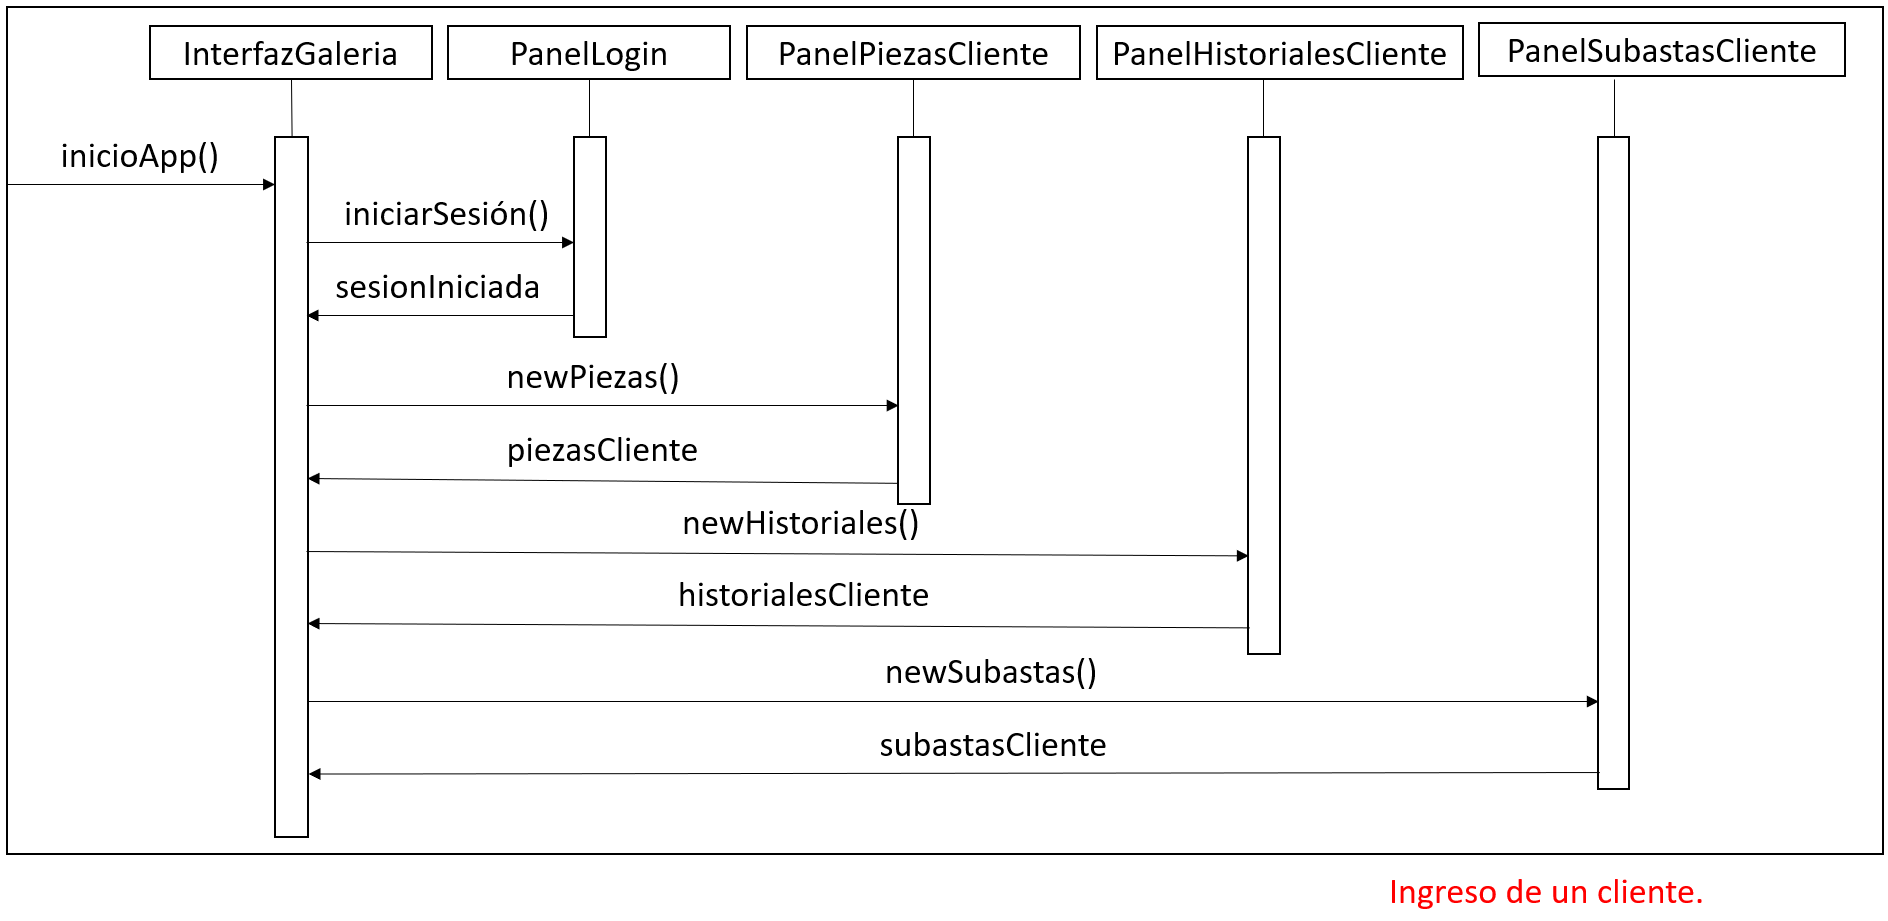 InterfazGaleria
PanelLogin
PanelPiezasCliente
PanelHistorialesCliente
PanelSubastasCliente
inicioApp()
iniciarSesión()
sesionIniciada
newPiezas()
piezasCliente
newHistoriales()
historialesCliente
newSubastas()
subastasCliente
Ingreso de un cliente.